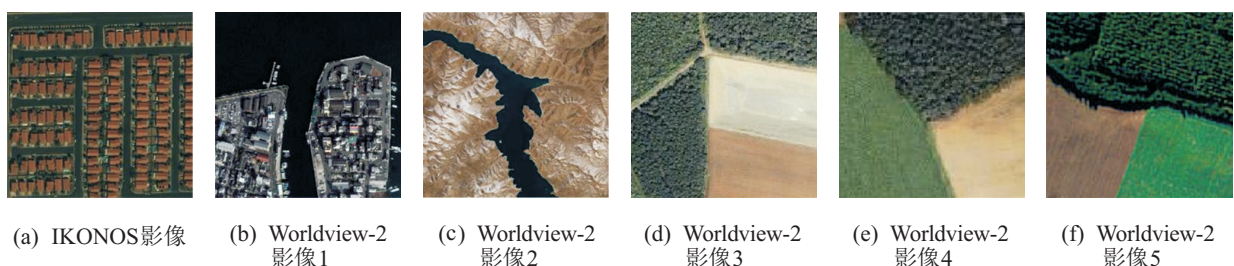 (a) IKONOS影像
(b) Worldview-2
影像1
(c) Worldview-2
影像2
(d) Worldview-2
影像3
(e) Worldview-2
影像4
(f) Worldview-2
影像5